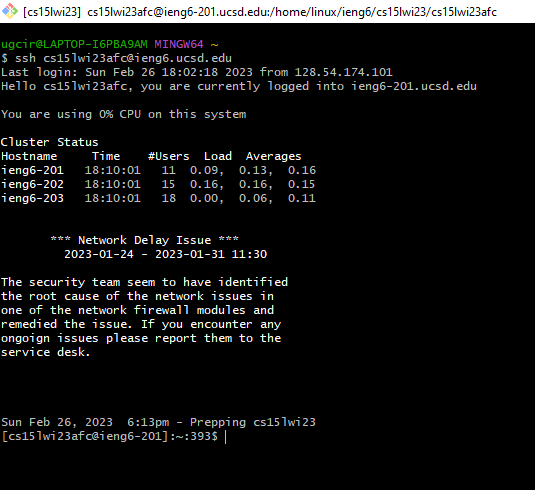 [cs15lwi23] cs15lwi23afc@ieng6-201.ucsd.edu:/home/linux/ieng6/cs15lwi23/cs15lwi23afc
ugcir@LAPTOP-I6PBA9AM MINGW64 ~
$ ssh cs15lwi23afc@ieng6.ucsd.edu
Last login: Sun Feb 26 18:02:18 2023 from 128.54.174.101
Hello cs15lwi23afc, you are currently logged into ieng6-201.ucsd.edu
You are using 0% CPU on this system
Cluster Status
Hostname     Time    #Users  Load  Averages
ieng6-201   18:10:01   11  0.09,  0.13,  0.16
ieng6-202   18:10:01   15  0.16,  0.16,  0.15
ieng6-203   18:10:01   18  0.00,  0.06,  0.11
*** Network Delay Issue ***
2023-01-24 - 2023-01-31 11:30
The security team seem to have identified
the root cause of the network issues in
one of the network firewall modules and
remedied the issue. If you encounter any
ongoign issues please report them to the
service desk.
Sun Feb 26, 2023  6:13pm - Prepping cs15lwi23
[cs15lwi23afc@ieng6-201]:~:393$